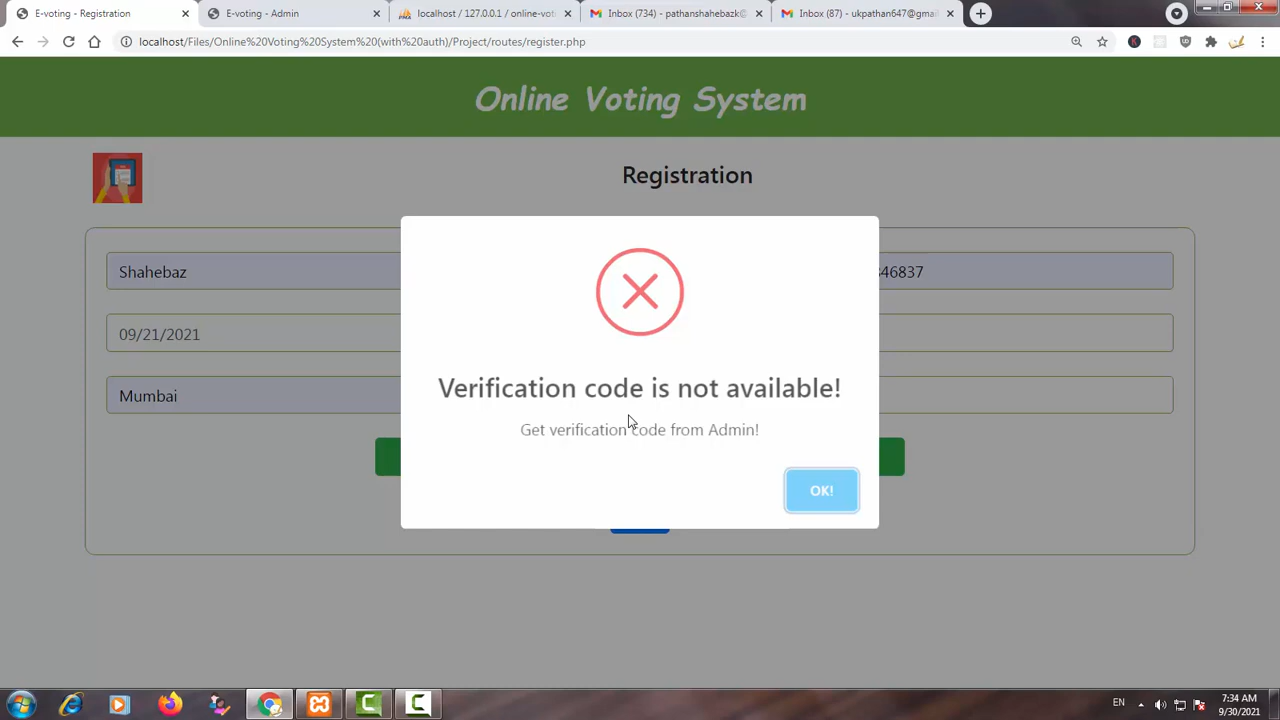 E-voting - Registration
E-voting - Admin
localhost / 127.0.0.1 / online-vot
Inbox (734) - pathanshahebazk@
Inbox (87) - ukpathan647@gmai
localhost/Files/Online%20Voting%20System%20(with%20auth)/Project/routes/register.php
Online Voting System
Registration
Shahebaz
46837
09/21/2021
Mumbai
Verification code is not available!
Get verification code from Admin!
OK!
EN
7:34 AM
9/30/2021